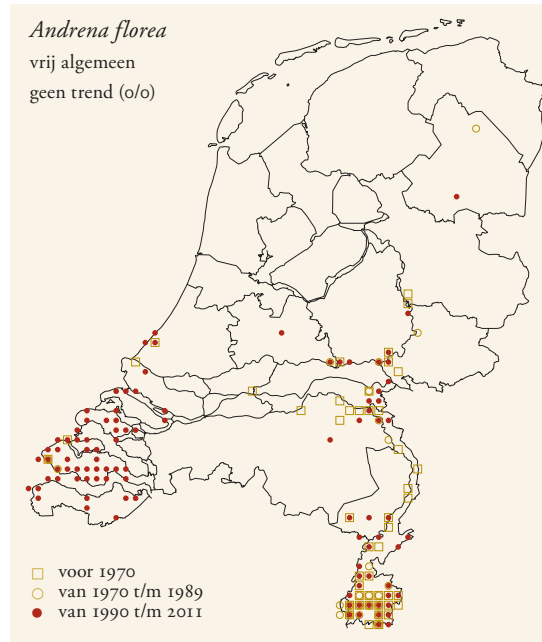 Andrena florea
vrij algemeen
geen trend (0/0)
voor 1970
van 1970 t/m 1989
van 1990 t/m 2011